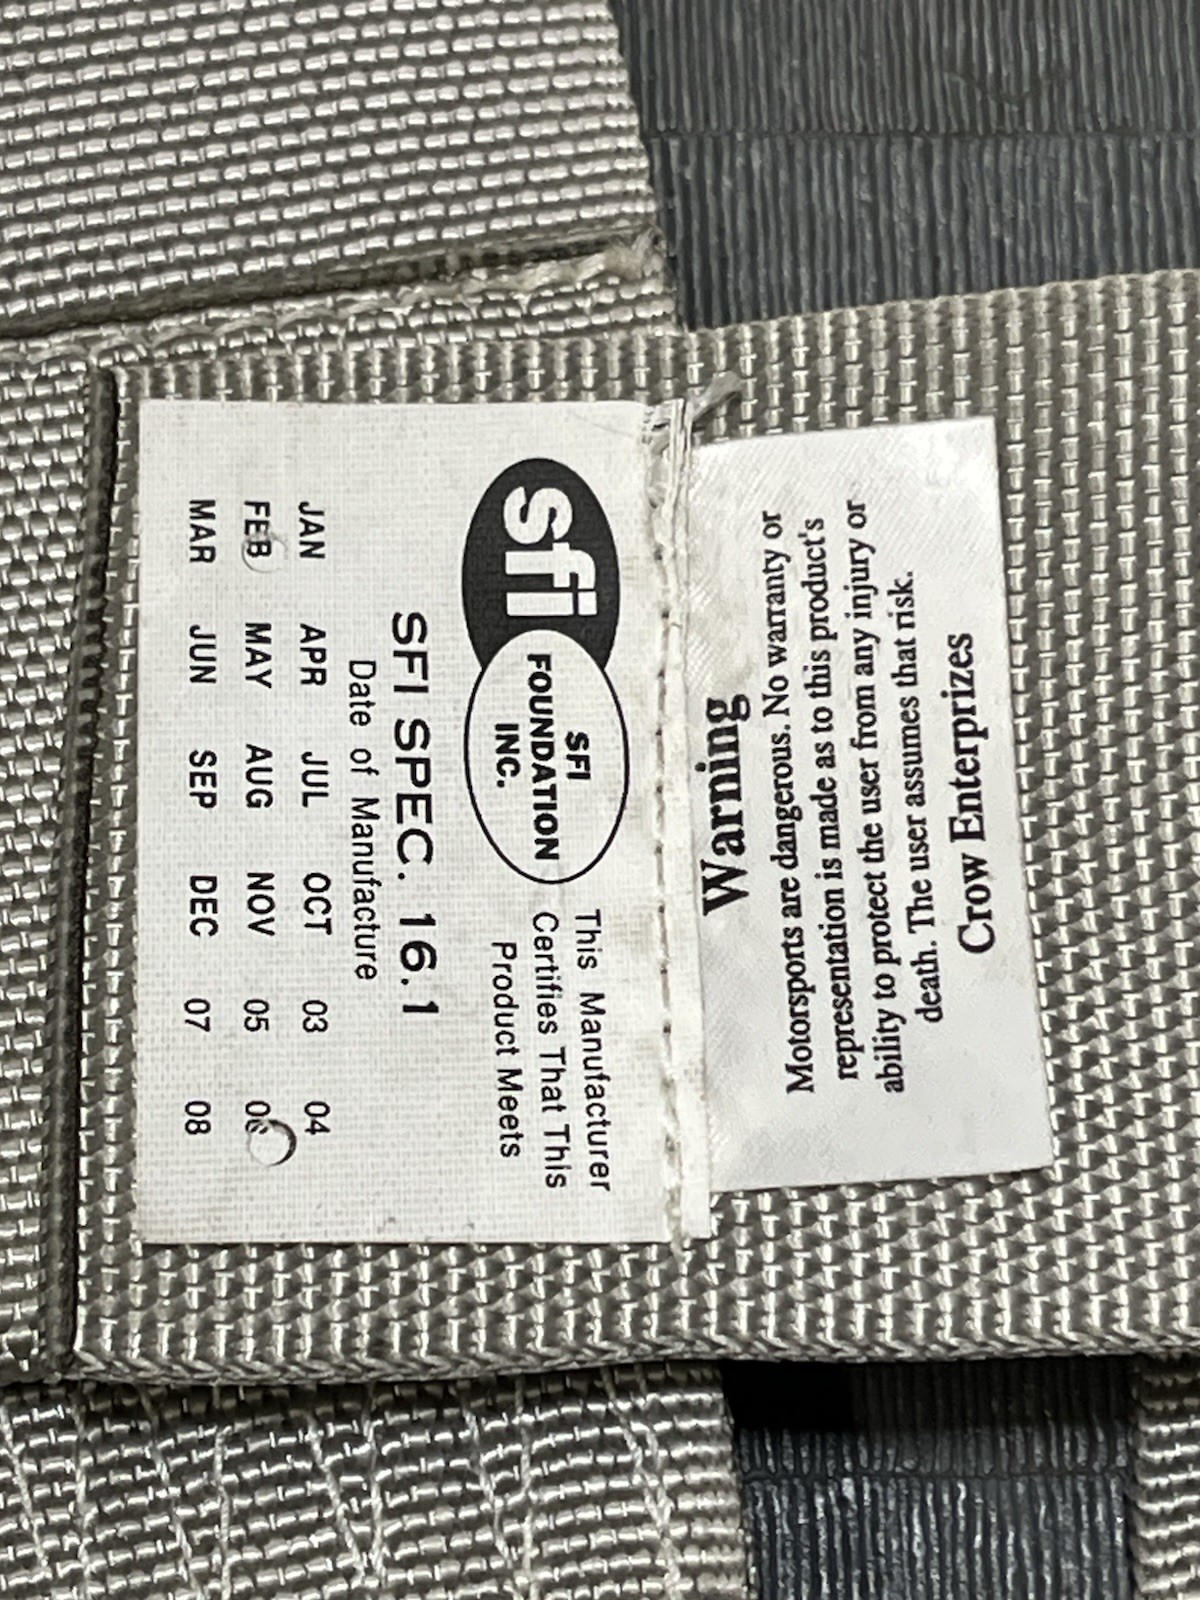 sfi
SFI
FOUNDATION
INC.
This Manufacturer
Certifies That This
Product Meets
SFI SPEC. 16.1
Date of Manufacture
JAN APR JUL OCT 03 04
FEB MAY AUG NOV 05 06
MAR JUN SEP DEC 07 08
Warning
Motorsports are dangerous. No warranty or
representation is made as to this product's
ability to protect the user from any injury or
death. The user assumes that risk.
Crow Enterprizes